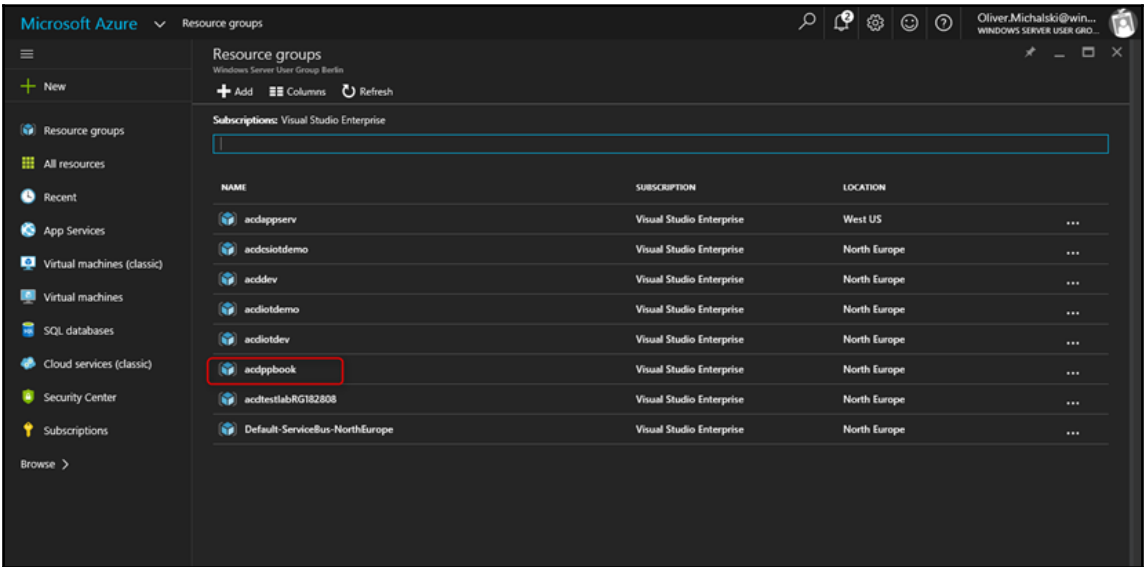 Microsoft Azure Resource groups 2 Oliver.Michalski@win...
WINDOWS SERVER USER GRO...
Resource groups
Windows Server User Group Berlin
New
Add Columns Refresh
Subscriptions: Visual Studio Enterprise
Resource groups
All resources
Recent
App Services
Virtual machines (classic)
Virtual machines
SQL databases
Cloud services (classic)
Security Center
Subscriptions
Browse >
NAME SUBSCRIPTION LOCATION
acdappserv Visual Studio Enterprise West US ...
acdcsiotdemo Visual Studio Enterprise North Europe ...
acddev Visual Studio Enterprise North Europe ...
acdiotdemo Visual Studio Enterprise North Europe ...
acdiotdev Visual Studio Enterprise North Europe ...
acdppbook Visual Studio Enterprise North Europe ...
acdtestlabRG182808 Visual Studio Enterprise North Europe ...
Default-ServiceBus-NorthEurope Visual Studio Enterprise North Europe ...